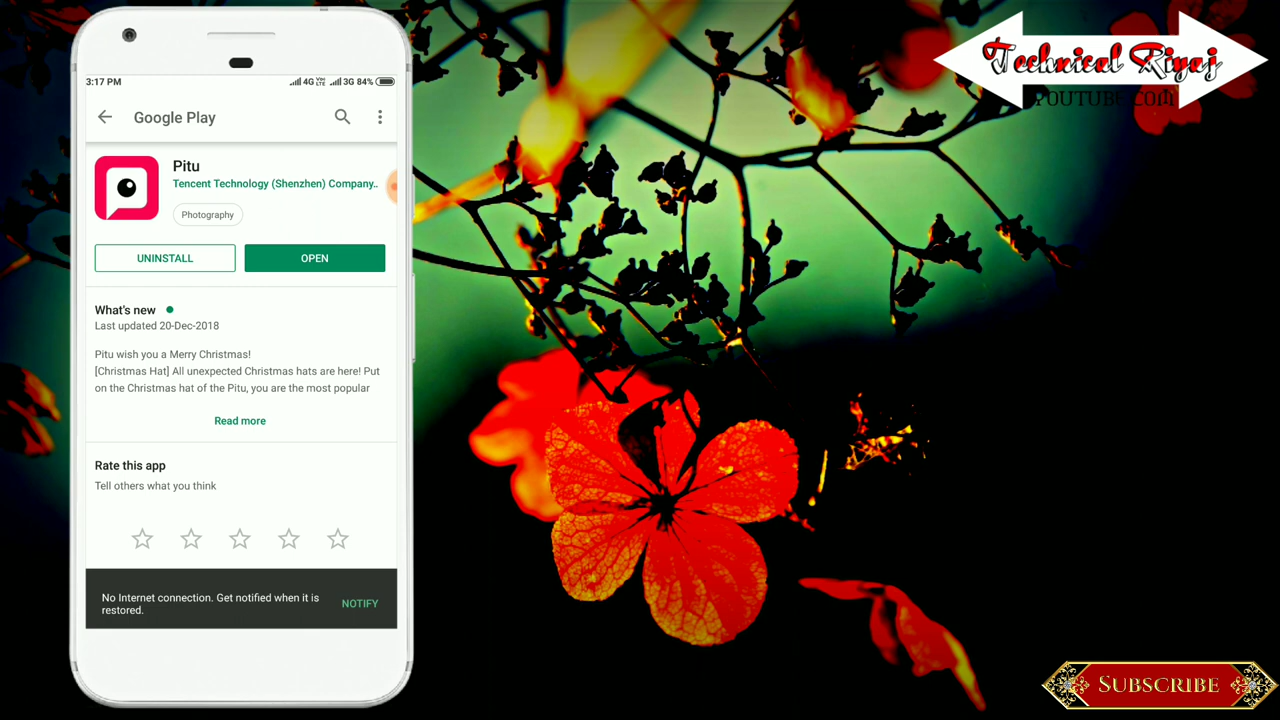 Technical Riyaj
YOUTUBE.COM
3:17 PM
4G VoLTE 3G 84%
Google Play
Pitu
Tencent Technology (Shenzhen) Company..
Photography
UNINSTALL
OPEN
What's new
Last updated 20-Dec-2018
Pitu wish you a Merry Christmas!
[Christmas Hat] All unexpected Christmas hats are here! Put
on the Christmas hat of the Pitu, you are the most popular
Read more
Rate this app
Tell others what you think
No Internet connection. Get notified when it is
restored.
NOTIFY
SUBSCRIBE